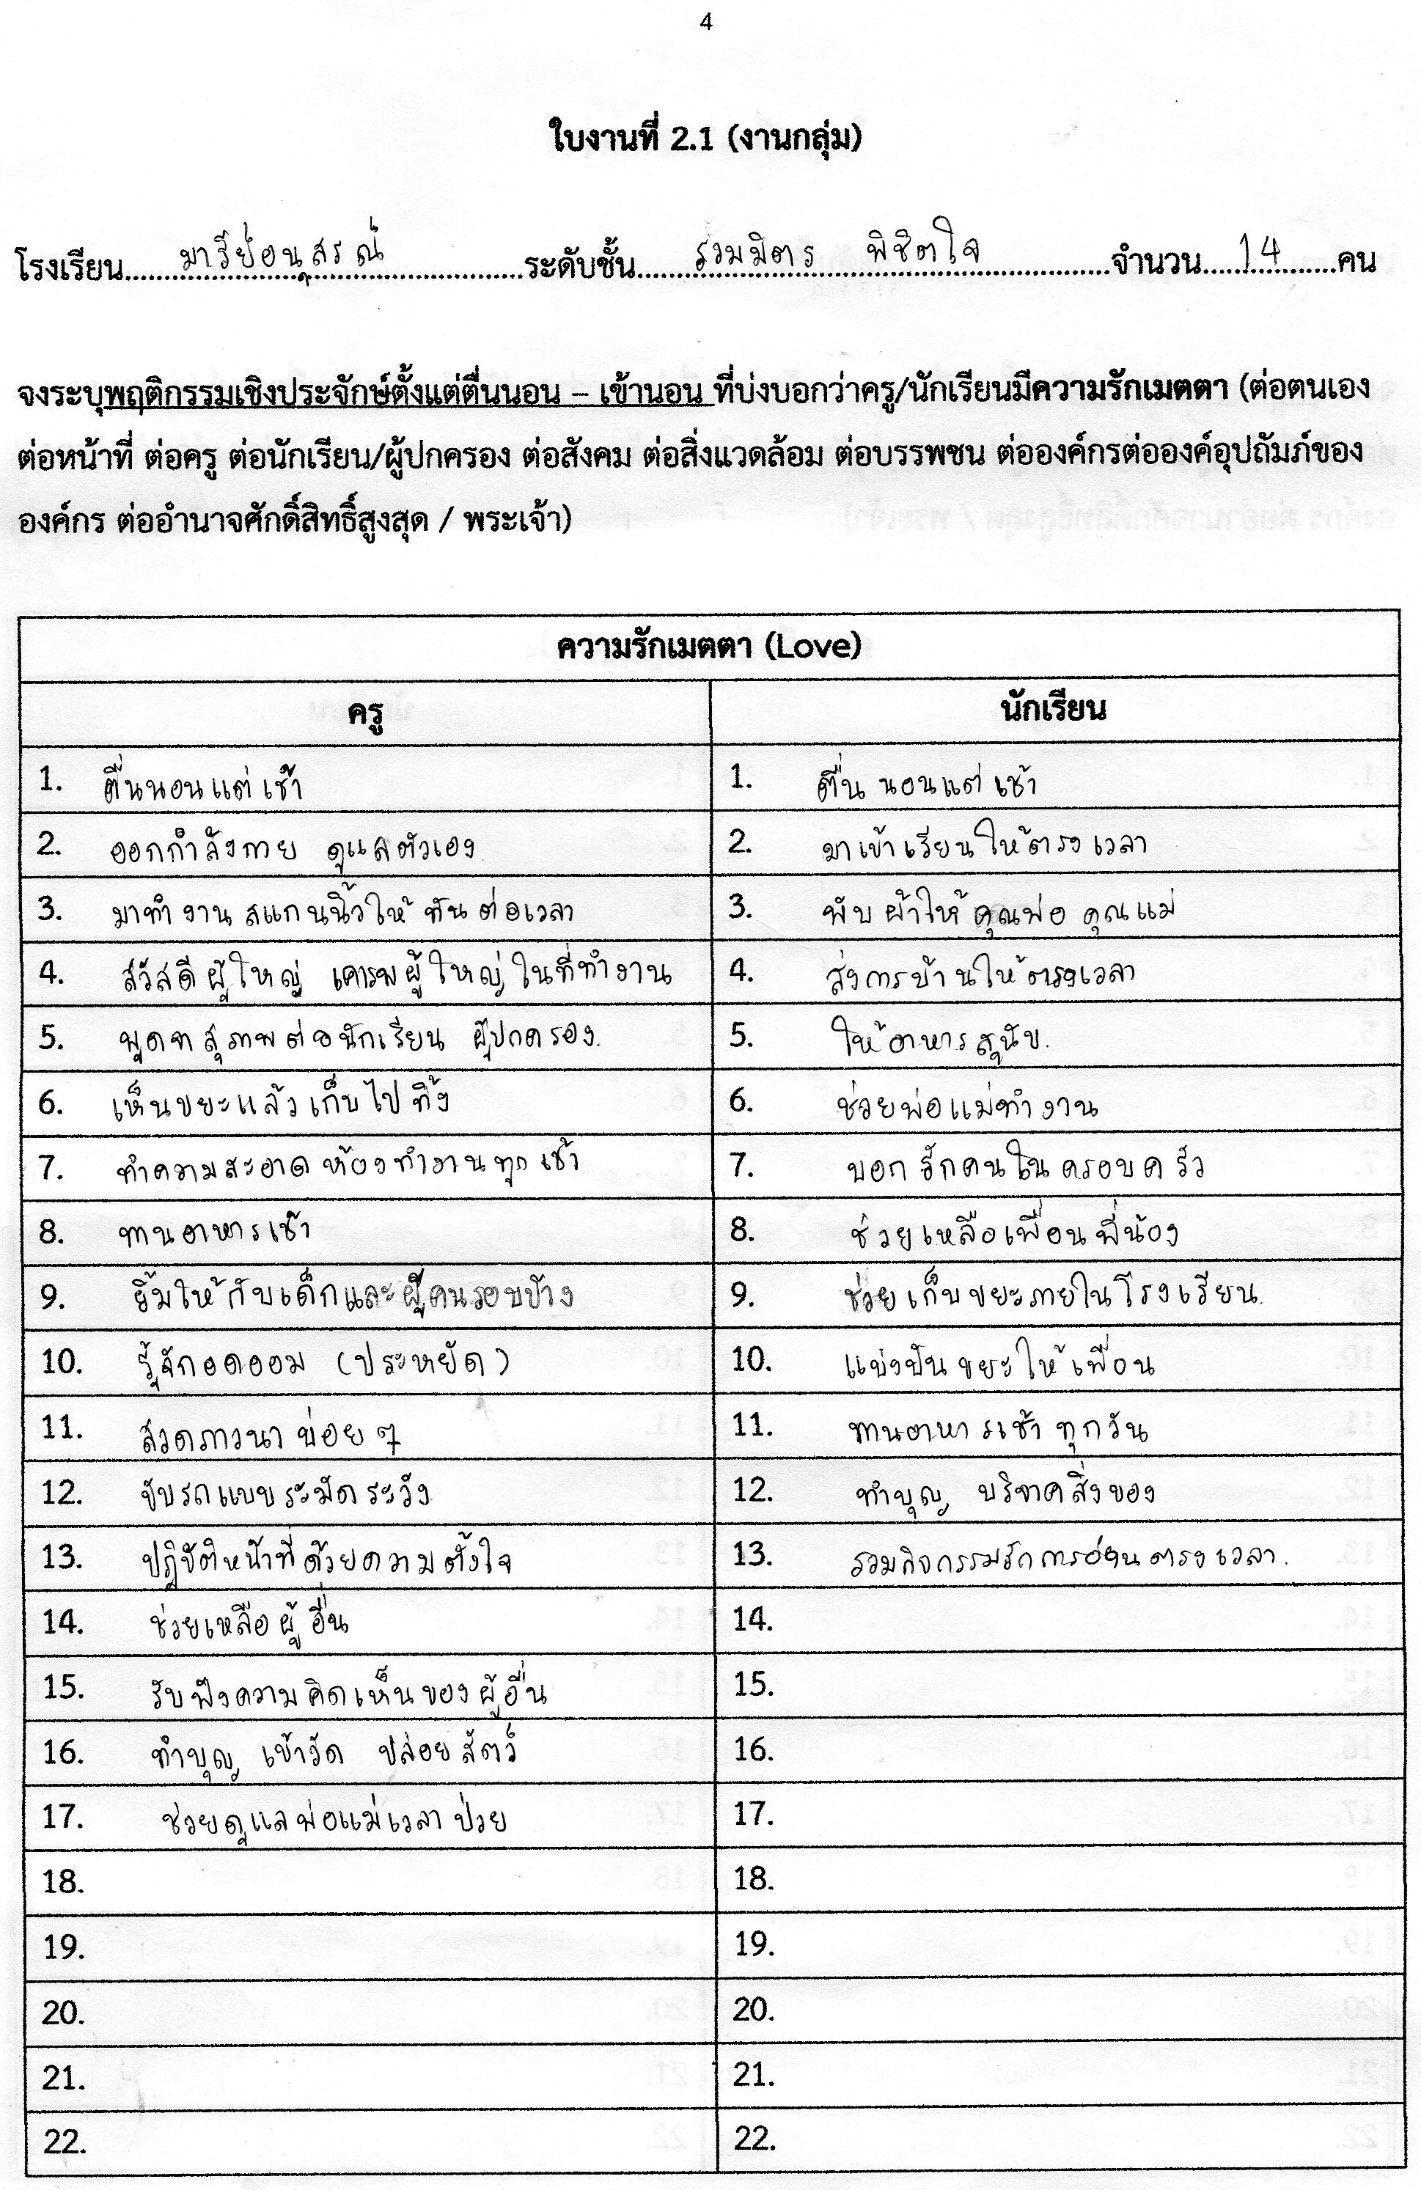 4
ใบงานที่ 2.1 (งานกลุ่ม)
โรงเรียน มารีย์อนุสรณ์ ระดับชั้น ร่วมมิตร พิชิตใจ จำนวน 14 คน
จงระบุพฤติกรรมเชิงประจักษ์ตั้งแต่ตื่นนอน – เข้านอน ที่บ่งบอกว่าครู/นักเรียนมีความรักเมตตา (ต่อตนเอง
ต่อหน้าที่ ต่อครู ต่อนักเรียน/ผู้ปกครอง ต่อสังคม ต่อสิ่งแวดล้อม ต่อบรรพชน ต่อองค์กรต่อองค์อุปถัมภ์ของ
องค์กร ต่ออำนาจศักดิ์สิทธิ์สูงสุด / พระเจ้า)
ความรักเมตตา (Love)
ครู นักเรียน
1. ตื่นนอนแต่เช้า 1. ตื่นนอนแต่เช้า
2. ออกกำลังกาย ดูแลตัวเอง 2. มาเข้าเรียนให้ตรงเวลา
3. มาทำงานสแกนนิ้วให้ทันต่อเวลา 3. พับผ้าให้คุณพ่อ คุณแม่
4. สวัสดีผู้ใหญ่ เคารพผู้ใหญ่ในที่ทำงาน 4. ส่งการบ้านให้ตรงเวลา
5. พูดจาสุภาพต่อนักเรียน ผู้ปกครอง. 5. ให้อาหารสุนัข.
6. เห็นขยะแล้วเก็บไปทิ้ง 6. ช่วยพ่อแม่ทำงาน
7. ทำความสะอาดห้องทำงานทุกเช้า 7. บอกรักคนในครอบครัว
8. ทานอาหารเช้า 8. ช่วยเหลือเพื่อนพี่น้อง
9. ยิ้มให้กับเด็กและผู้คนรอบข้าง 9. ช่วยเก็บขยะภายในโรงเรียน.
10. รู้จักอดออม (ประหยัด) 10. แบ่งปันขยะให้เพื่อน
11. สวดภาวนาบ่อยๆ 11. ทานอาหารเช้าทุกวัน
12. ขับรถแบบระมัดระวัง 12. ทำบุญ บริจาคสิ่งของ
13. ปฏิบัติหน้าที่ด้วยความตั้งใจ 13. รวมกิจกรรมรักการอ่านตรงเวลา.
14. ช่วยเหลือผู้อื่น 14.
15. รับฟังความคิดเห็นของผู้อื่น 15.
16. ทำบุญ เข้าวัด ปล่อยสัตว์ 16.
17. ช่วยดูแลพ่อแม่เวลาป่วย 17.
18. 18.
19. 19.
20. 20.
21. 21.
22. 22.